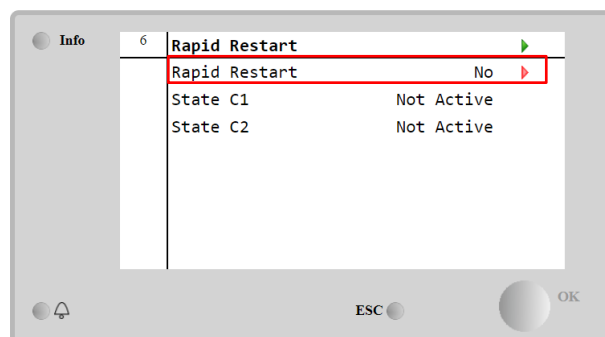 Info
6 Rapid Restart
Rapid Restart No
State C1 Not Active
State C2 Not Active
ESC
OK